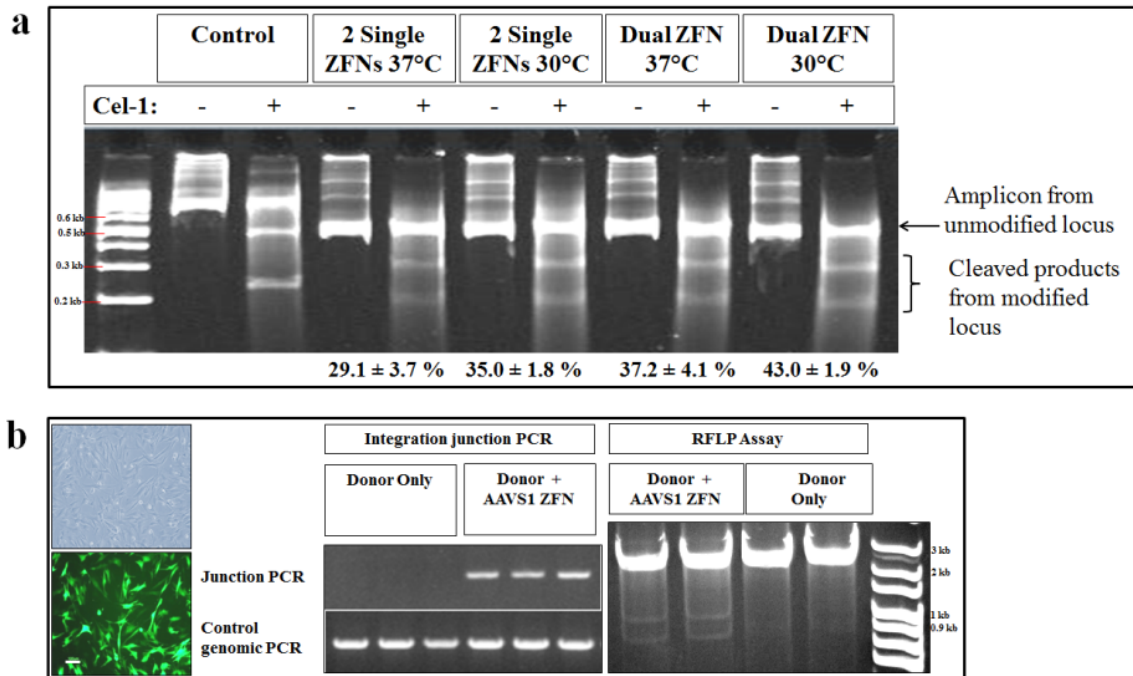 a
Control
2 Single
ZFNs 37°C
2 Single
ZFNs 30°C
Dual ZFN
37°C
Dual ZFN
30°C
Cel-1: - + - + - + - + - +
0.6 kb
0.5 kb
0.3 kb
0.2 kb
Amplicon from
unmodified locus
Cleaved products
from modified
locus
29.1 ± 3.7 % 35.0 ± 1.8 % 37.2 ± 4.1 % 43.0 ± 1.9 %
b
Integration junction PCR
Donor Only
Donor +
AAVS1 ZFN
Junction PCR
Control
genomic PCR
RFLP Assay
Donor +
AAVS1 ZFN
Donor
Only
3 kb
2 kb
1 kb
0.9 kb